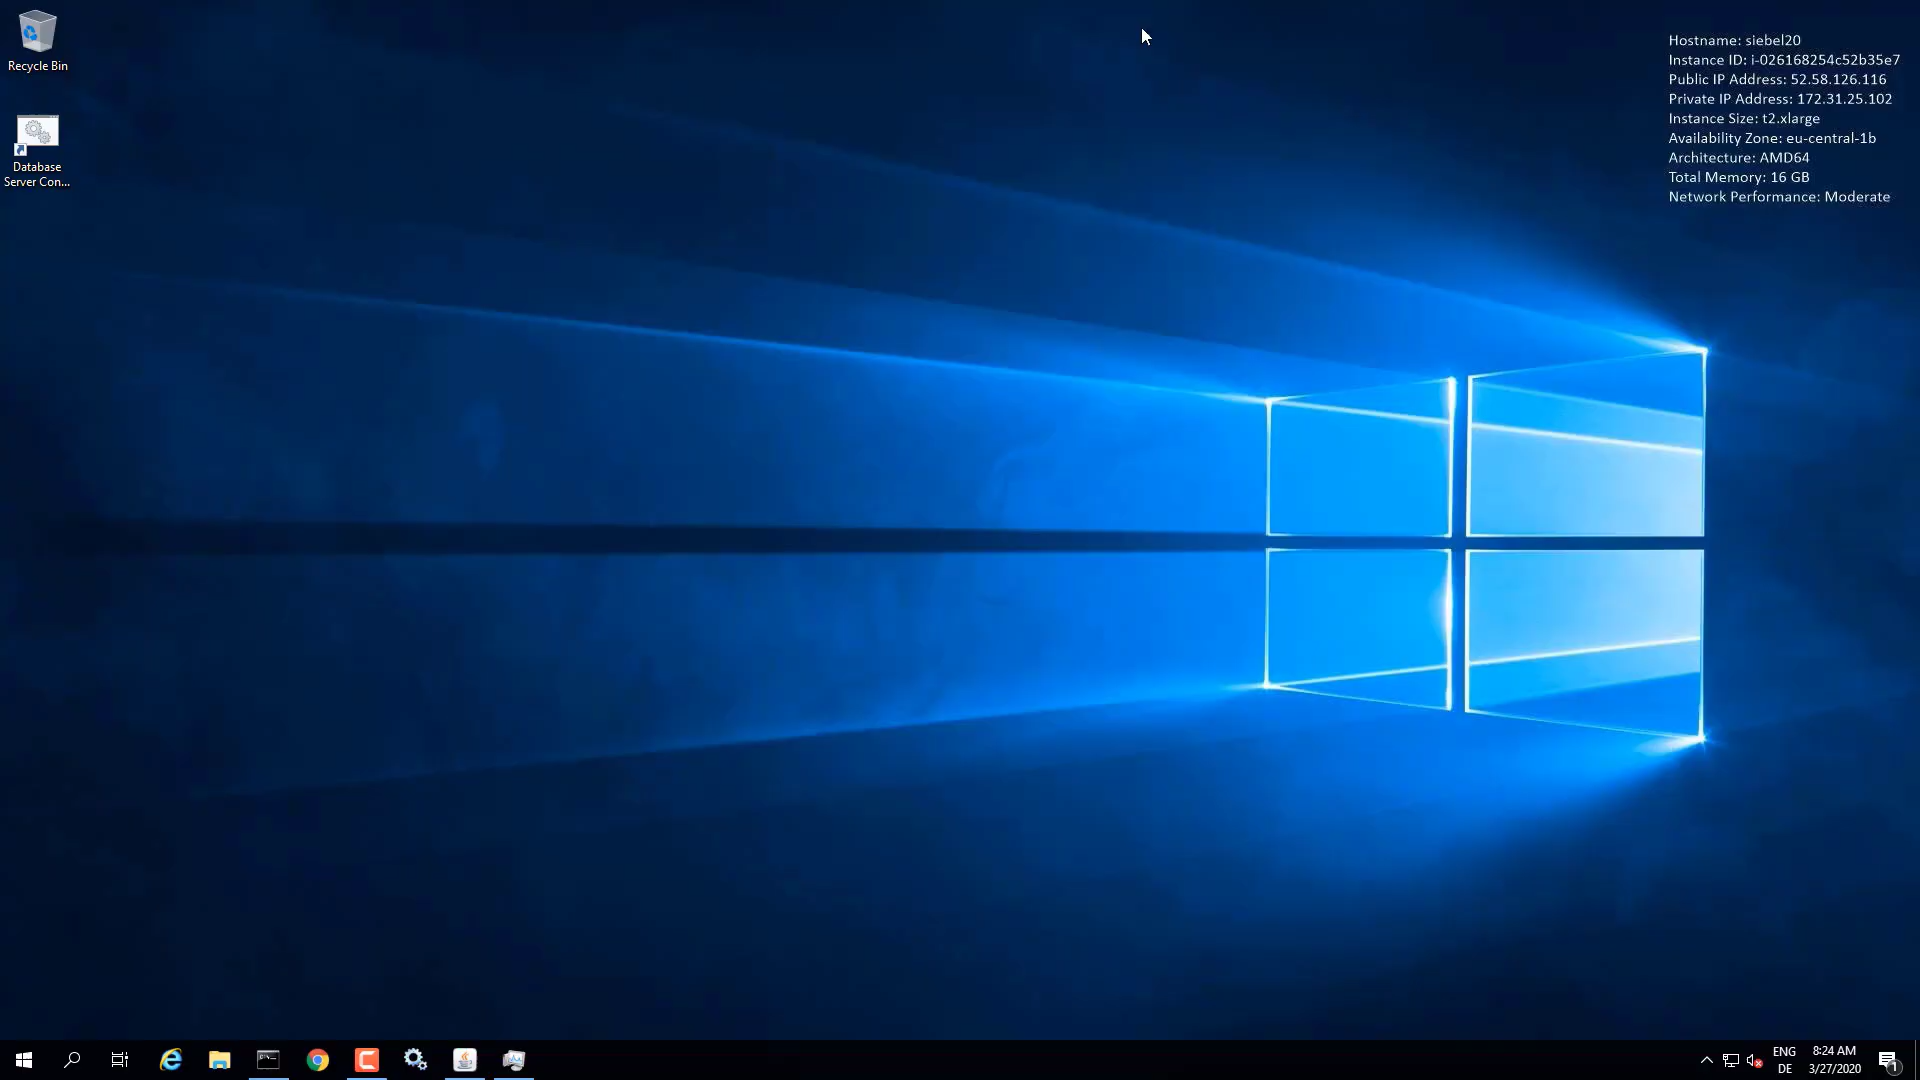 Recycle Bin
Database
Server Con...
Hostname: siebel20
Instance ID: i-026168254c52b35e7
Public IP Address: 52.58.126.116
Private IP Address: 172.31.25.102
Instance Size: t2.xlarge
Availability Zone: eu-central-1b
Architecture: AMD64
Total Memory: 16 GB
Network Performance: Moderate
ENG
DE
8:24 AM
3/27/2020
1